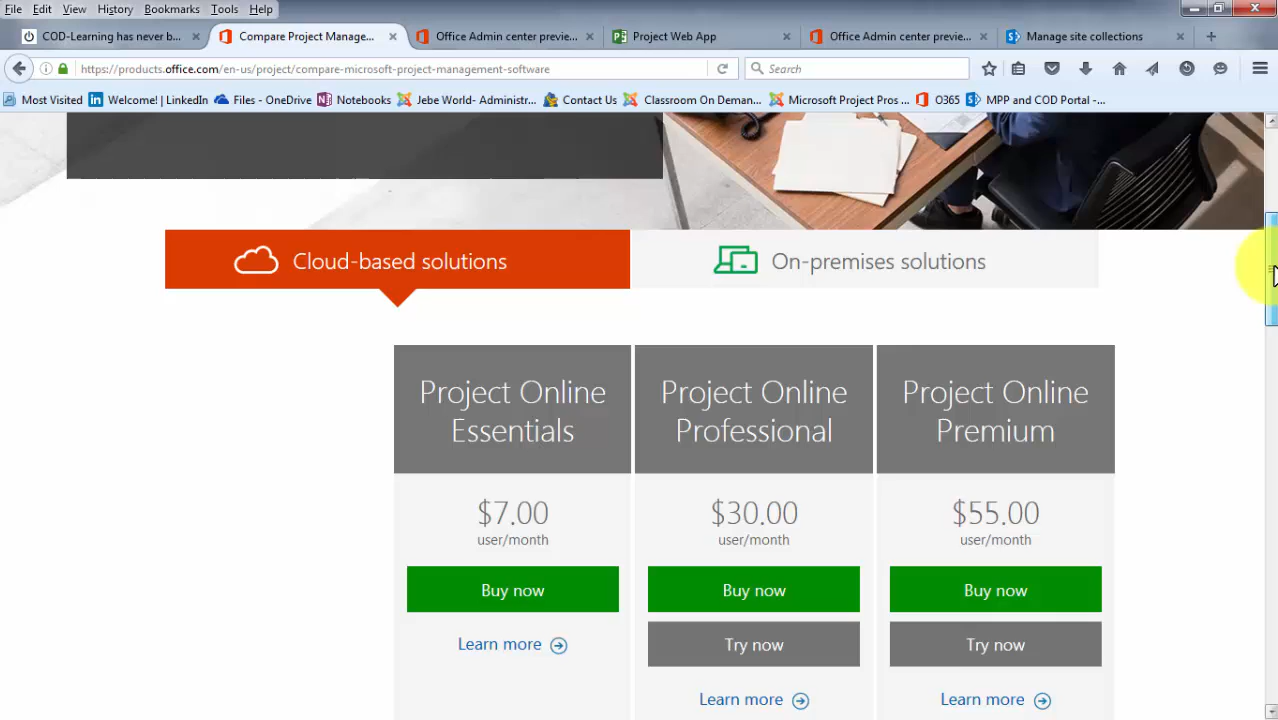 File Edit View History Bookmarks Tools Help
COD-Learning has never b... × Compare Project Manage... × Office Admin center previe... × Project Web App × Office Admin center previe... × Manage site collections × +
https://products.office.com/en-us/project/compare-microsoft-project-management-software Search
Most Visited Welcome! | LinkedIn Files - OneDrive Notebooks Jebe World- Administr... Contact Us Classroom On Deman... Microsoft Project Pros ... O365 MPP and COD Portal -...
Cloud-based solutions On-premises solutions
Project Online Essentials
Project Online Professional
Project Online Premium
$7.00 $30.00 $55.00
user/month user/month user/month
Buy now Buy now Buy now
Learn more Try now Try now
Learn more Learn more